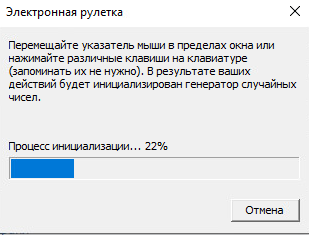 Электронная рулетка
Перемещайте указатель мыши в пределах окна или
нажимайте различные клавиши на клавиатуре
(запоминать их не нужно). В результате ваших
действий будет инициализирован генератор случайных
чисел.
Процесс инициализации... 22%
Отмена